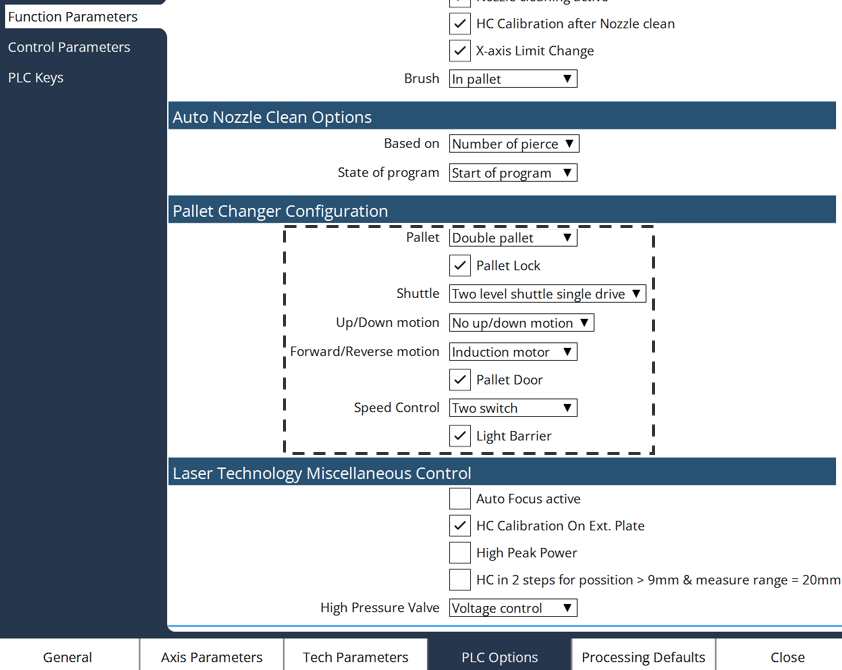 Nozzle cleaning active
Function Parameters
HC Calibration after Nozzle clean
Control Parameters
X-axis Limit Change
PLC Keys
Brush In pallet
Auto Nozzle Clean Options
Based on Number of pierce
State of program Start of program
Pallet Changer Configuration
Pallet Double pallet
Pallet Lock
Shuttle Two level shuttle single drive
Up/Down motion No up/down motion
Forward/Reverse motion Induction motor
Pallet Door
Speed Control Two switch
Light Barrier
Laser Technology Miscellaneous Control
Auto Focus active
HC Calibration On Ext. Plate
High Peak Power
HC in 2 steps for possition > 9mm & measure range = 20mm
High Pressure Valve Voltage control
General Axis Parameters Tech Parameters PLC Options Processing Defaults Close